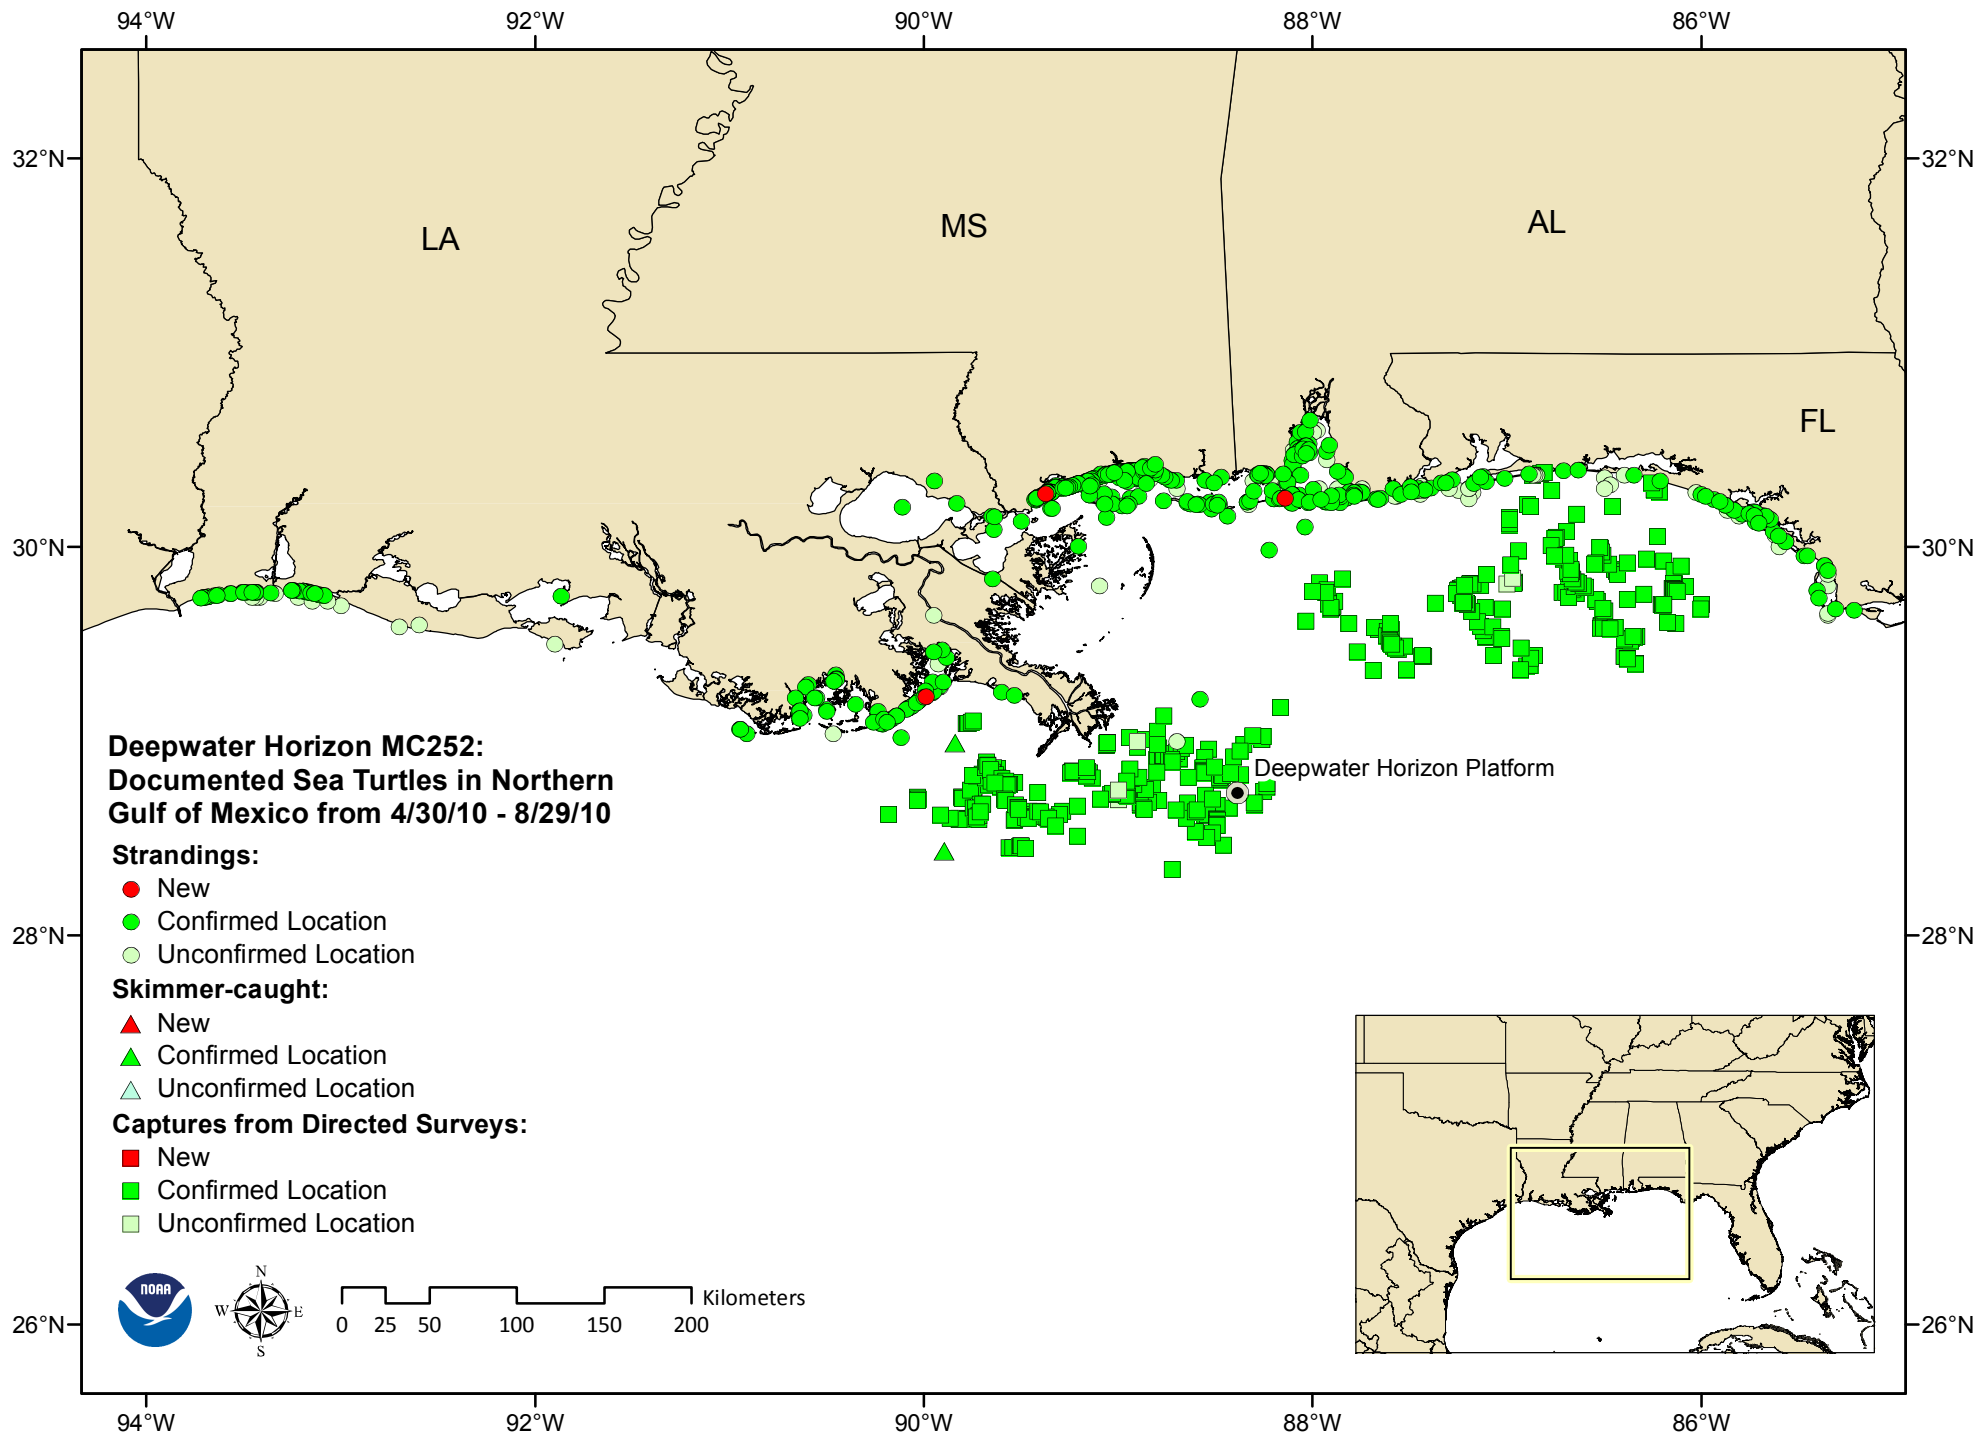 94°W 92°W 90°W 88°W 86°W
32°N 32°N
LA MS AL
FL
30°N 30°N
Deepwater Horizon Platform
Deepwater Horizon MC252:
Documented Sea Turtles in Northern
Gulf of Mexico from 4/30/10 - 8/29/10
Strandings:
New
Confirmed Location
Unconfirmed Location
28°N 28°N
Skimmer-caught:
New
Confirmed Location
Unconfirmed Location
Captures from Directed Surveys:
New
Confirmed Location
Unconfirmed Location
NOAA
N
W E
S
Kilometers
0 25 50 100 150 200
26°N 26°N
94°W 92°W 90°W 88°W 86°W